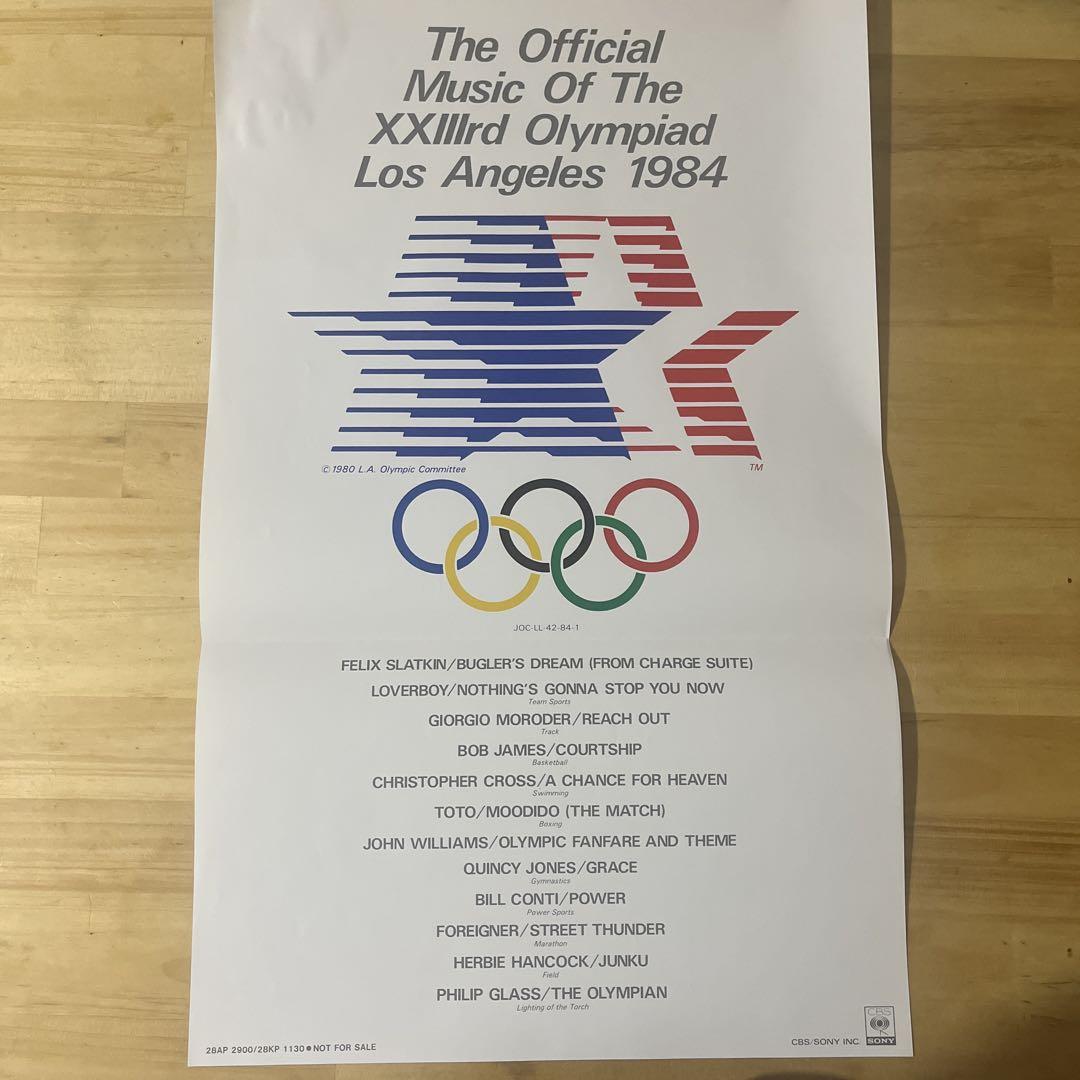 The Official
Music Of The
XXIIIrd Olympiad
Los Angeles 1984
© 1980 L.A. Olympic Committee
TM
JOC-LL-42-84-1
FELIX SLATKIN/BUGLER'S DREAM (FROM CHARGE SUITE)
LOVERBOY/NOTHING'S GONNA STOP YOU NOW
Team Sports
GIORGIO MORODER/REACH OUT
Track
BOB JAMES/COURTSHIP
Basketball
CHRISTOPHER CROSS/A CHANCE FOR HEAVEN
Swimming
TOTO/MOODIDO (THE MATCH)
Boxing
JOHN WILLIAMS/OLYMPIC FANFARE AND THEME
QUINCY JONES/GRACE
Gymnastics
BILL CONTI/POWER
Power Sports
FOREIGNER/STREET THUNDER
Marathon
HERBIE HANCOCK/JUNKU
Field
PHILIP GLASS/THE OLYMPIAN
Lighting of the Torch
28AP 2900/28KP 1130●NOT FOR SALE
CBS/SONY INC.
CBS
SONY